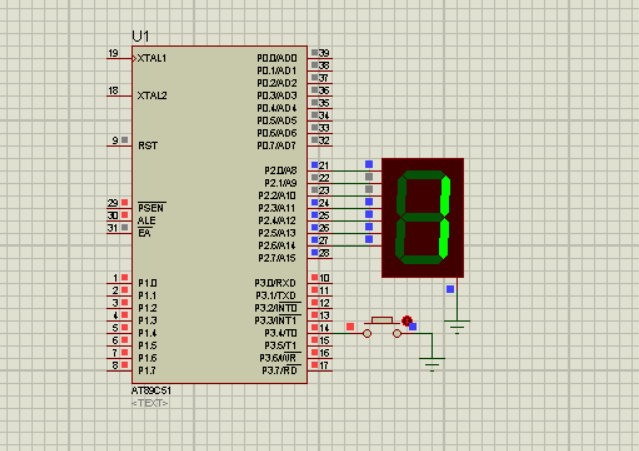 U1
19 XTAL1
18 XTAL2
9 RST
29 PSEN
30 ALE
31 EA
1 P1.0
2 P1.1
3 P1.2
4 P1.3
5 P1.4
6 P1.5
7 P1.6
8 P1.7
P0.0/AD0 39
P0.1/AD1 38
P0.2/AD2 37
P0.3/AD3 36
P0.4/AD4 35
P0.5/AD5 34
P0.6/AD6 33
P0.7/AD7 32
P2.0/A8 21
P2.1/A9 22
P2.2/A10 23
P2.3/A11 24
P2.4/A12 25
P2.5/A13 26
P2.6/A14 27
P2.7/A15 28
P3.0/RXD 10
P3.1/TXD 11
P3.2/INT0 12
P3.3/INT1 13
P3.4/T0 14
P3.5/T1 15
P3.6/WR 16
P3.7/RD 17
1
AT89C51
<TEXT>